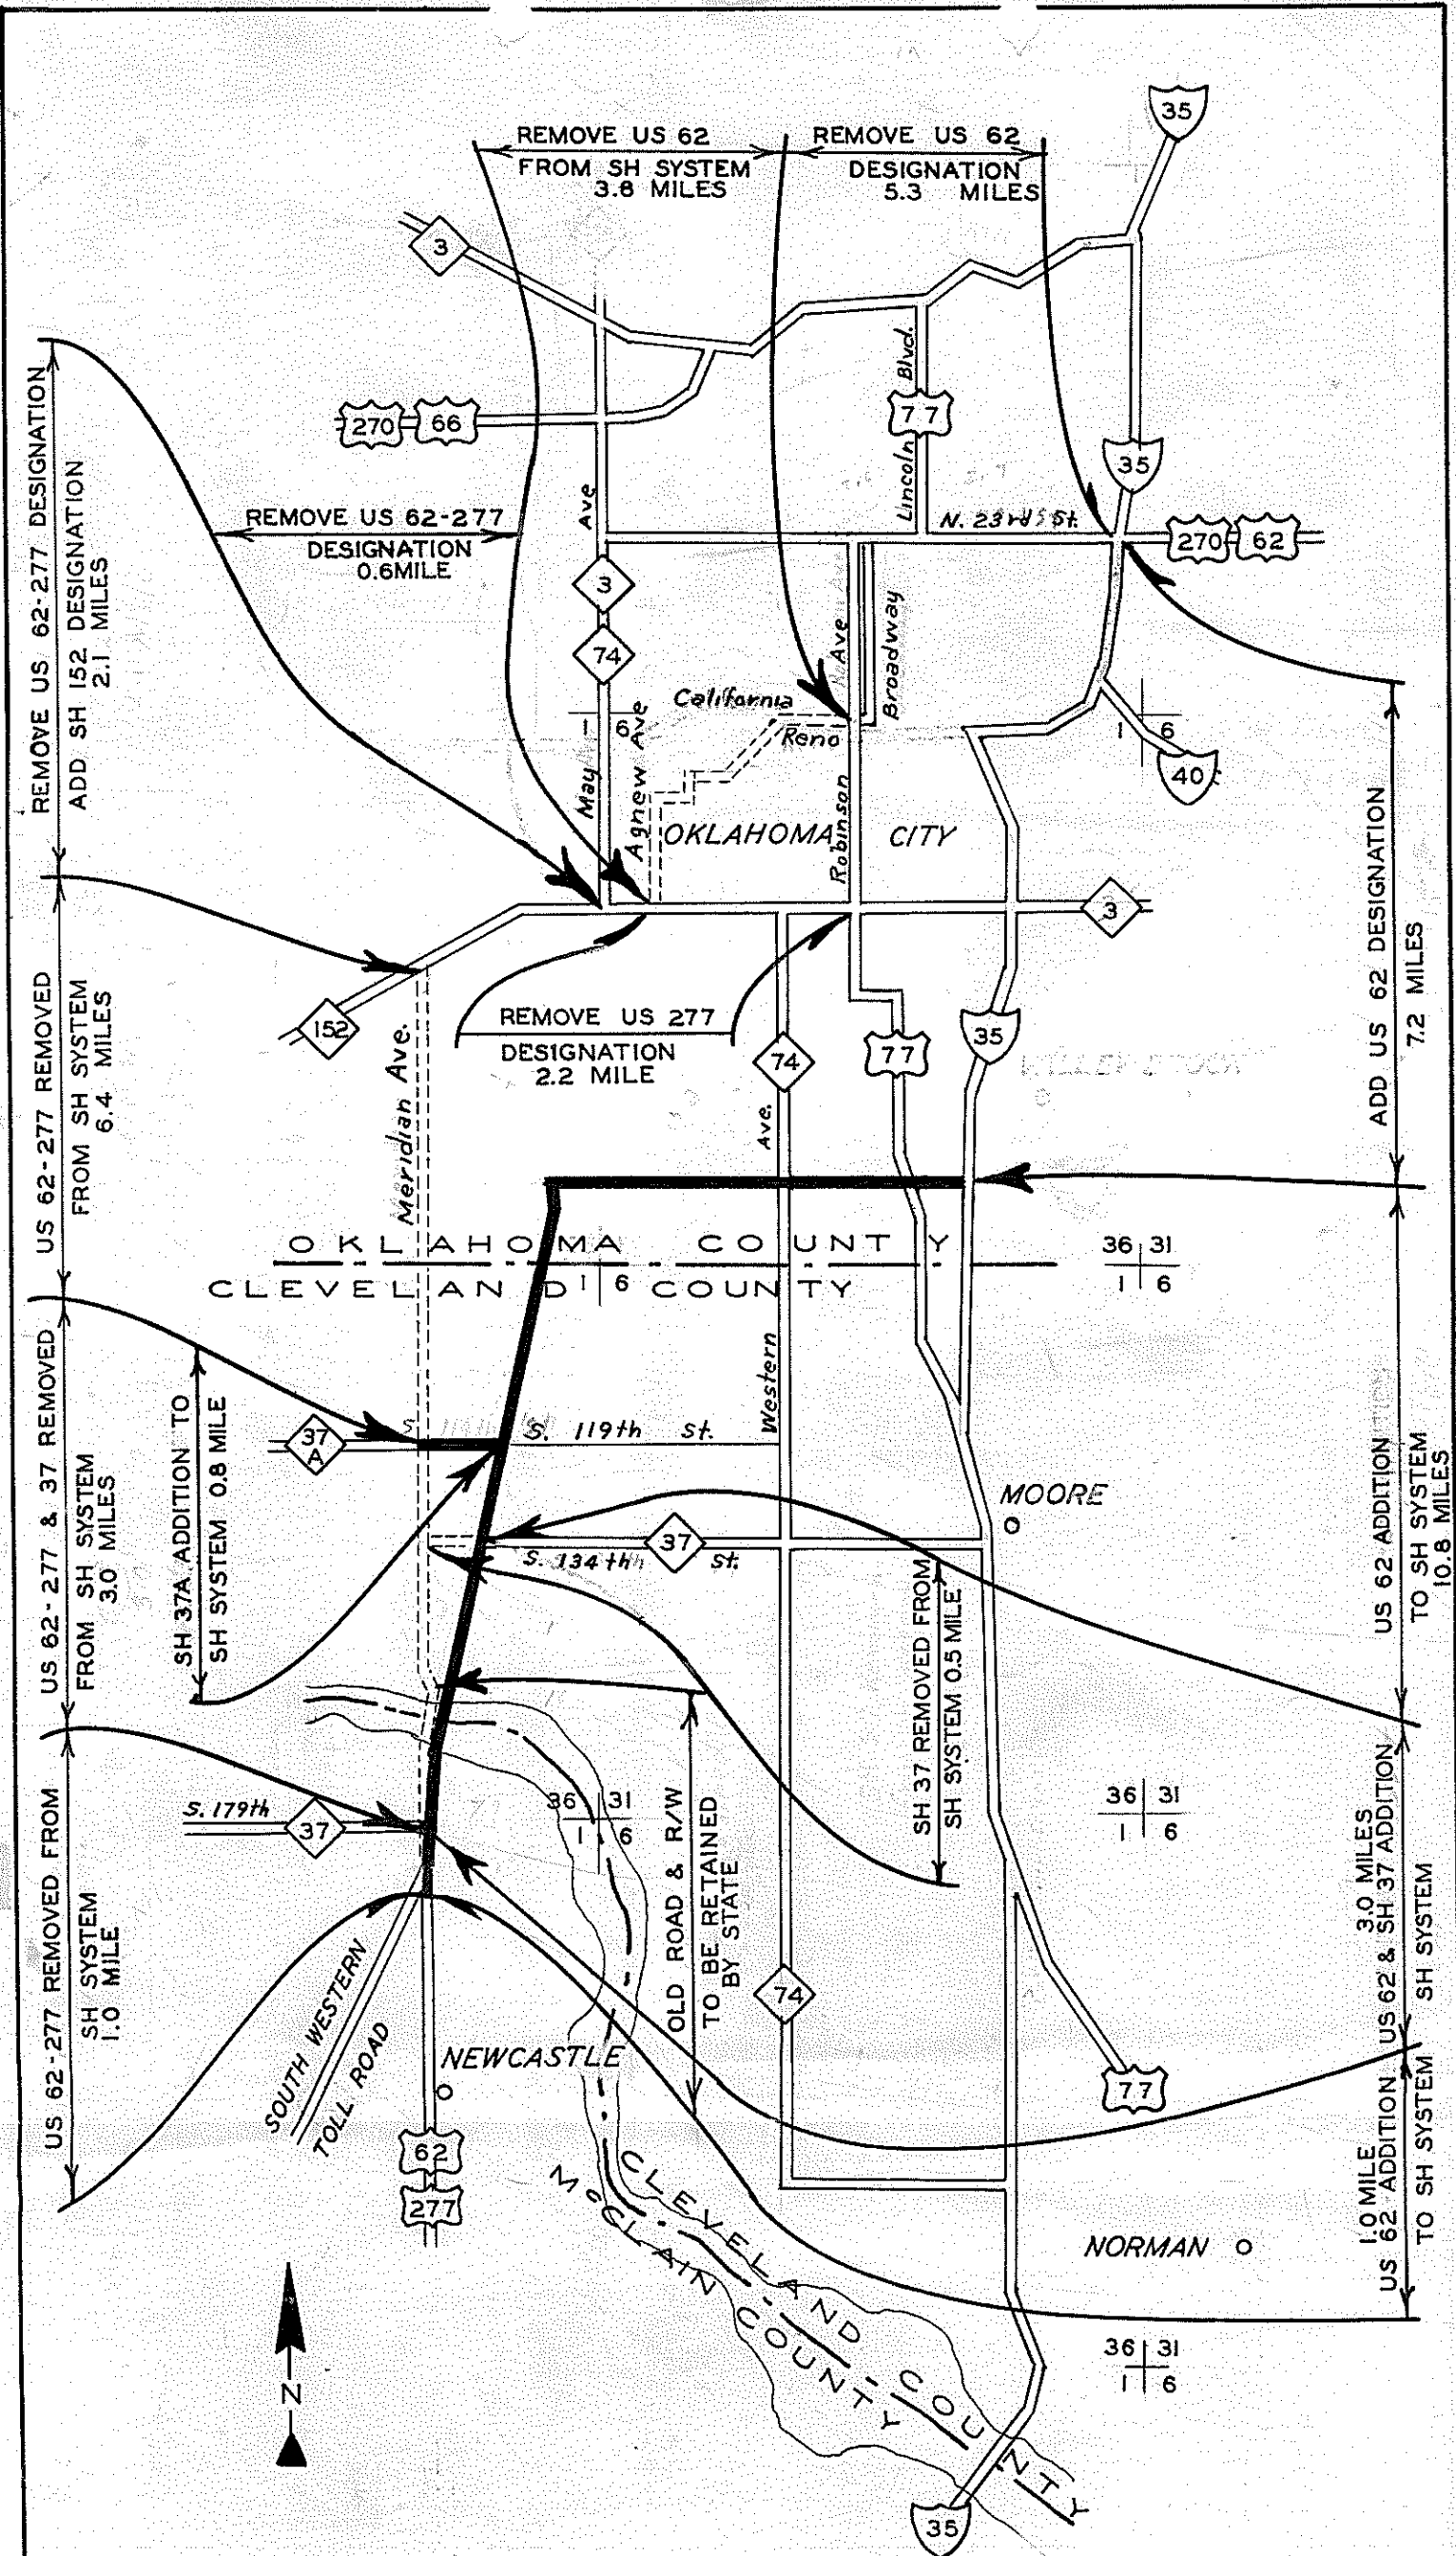 35
REMOVE US 62
FROM SH SYSTEM
3.8 MILES
REMOVE US 62
DESIGNATION
5.3 MILES
3
REMOVE US 62-277 DESIGNATION
ADD SH 152 DESIGNATION
2.1 MILES
270
66
Lincoln Blvd.
77
35
REMOVE US 62-277
DESIGNATION
0.6MILE
May Ave
N. 23rd St.
270
62
3
74
Robinson Ave
Broadway
California
Reno
Agnew Ave
1 6
1 6
40
OKLAHOMA CITY
3
152
US 62-277 REMOVED
FROM SH SYSTEM
6.4 MILES
Meridian Ave.
REMOVE US 277
DESIGNATION
2.2 MILE
74
77
35
ADD US 62 DESIGNATION
7.2 MILES
Western Ave.
OKLAHOMA COUNTY
CLEVELAND COUNTY
1 6
36 31
1 6
US 62-277 & 37 REMOVED
FROM SH SYSTEM
3.0 MILES
SH 37A ADDITION TO
SH SYSTEM 0.8 MILE
37
A
S. 119th St.
MOORE
37
S. 134th St.
US 62 ADDITION
TO SH SYSTEM
10.8 MILES
SH 37 REMOVED FROM
SH SYSTEM 0.5 MILE
US 62-277 REMOVED FROM
SH SYSTEM
1.0 MILE
S. 179th
37
36 31
1 6
36 31
1 6
OLD ROAD & R/W
TO BE RETAINED
BY STATE
3.0 MILES
US 62 & SH 37 ADDITION
SH SYSTEM
SOUTH WESTERN
TOLL ROAD
NEWCASTLE
74
77
62
277
CLEVELAND COUNTY
McCLAIN COUNTY
NORMAN
1.0 MILE
US 62 ADDITION
TO SH SYSTEM
36 31
1 6
N
35